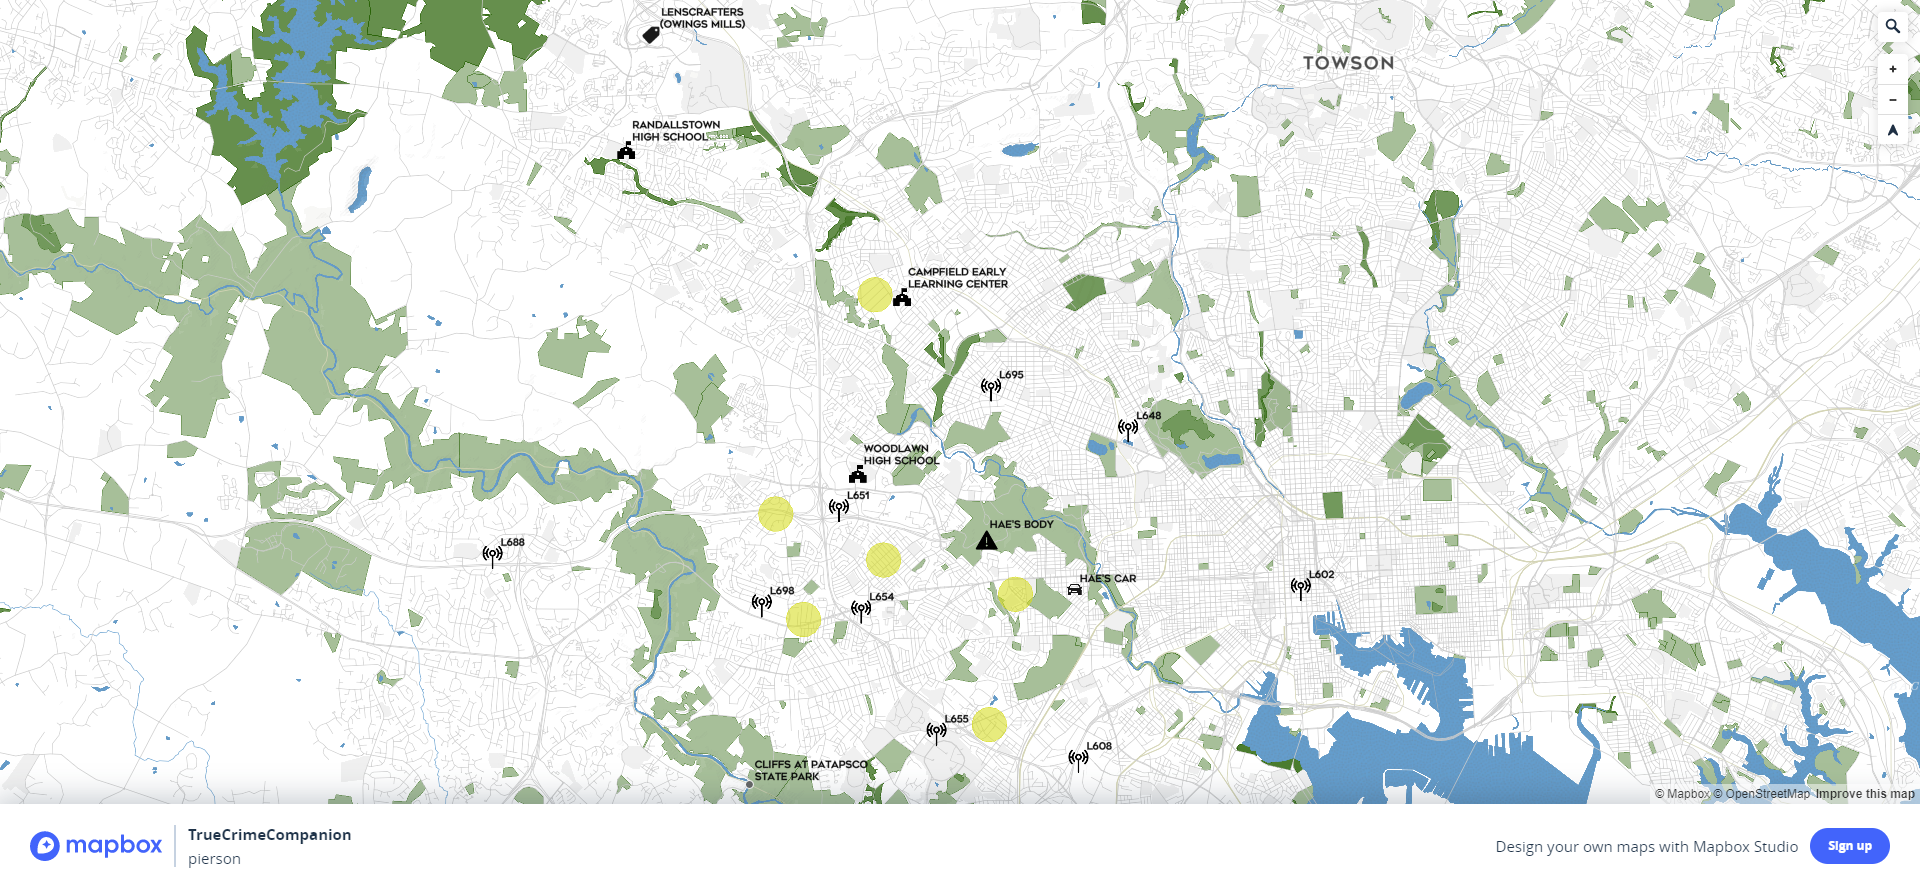 LENSCRAFTERS
(OWINGS MILLS)
TOWSON
RANDALLSTOWN
HIGH SCHOOL
CAMPFIELD EARLY
LEARNING CENTER
L695
L648
WOODLAWN
HIGH SCHOOL
L651
HAE'S BODY
L688
HAE'S CAR
L602
L698
L654
L655
L608
CLIFFS AT PATAPSCO
STATE PARK
© Mapbox © OpenStreetMap Improve this map
mapbox
TrueCrimeCompanion
pierson
Design your own maps with Mapbox Studio
Sign up